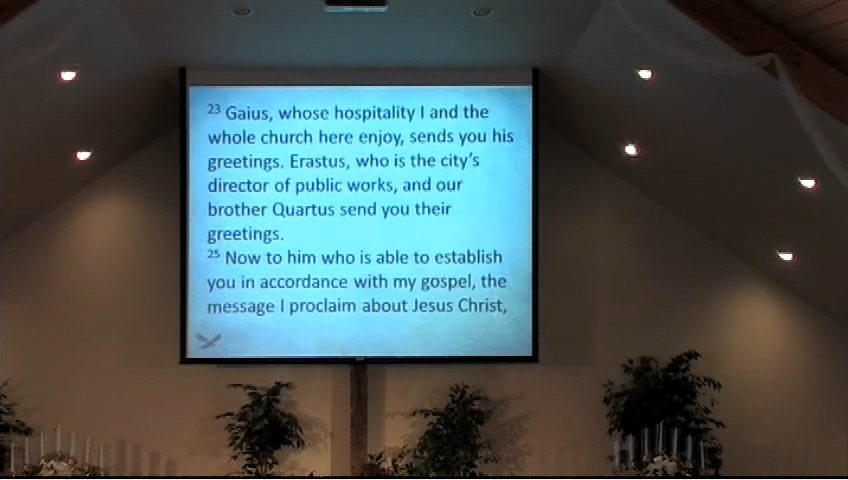 23 Gaius, whose hospitality I and the
whole church here enjoy, sends you his
greetings. Erastus, who is the city's
director of public works, and our
brother Quartus send you their
greetings.
25 Now to him who is able to establish
you in accordance with my gospel, the
message I proclaim about Jesus Christ,